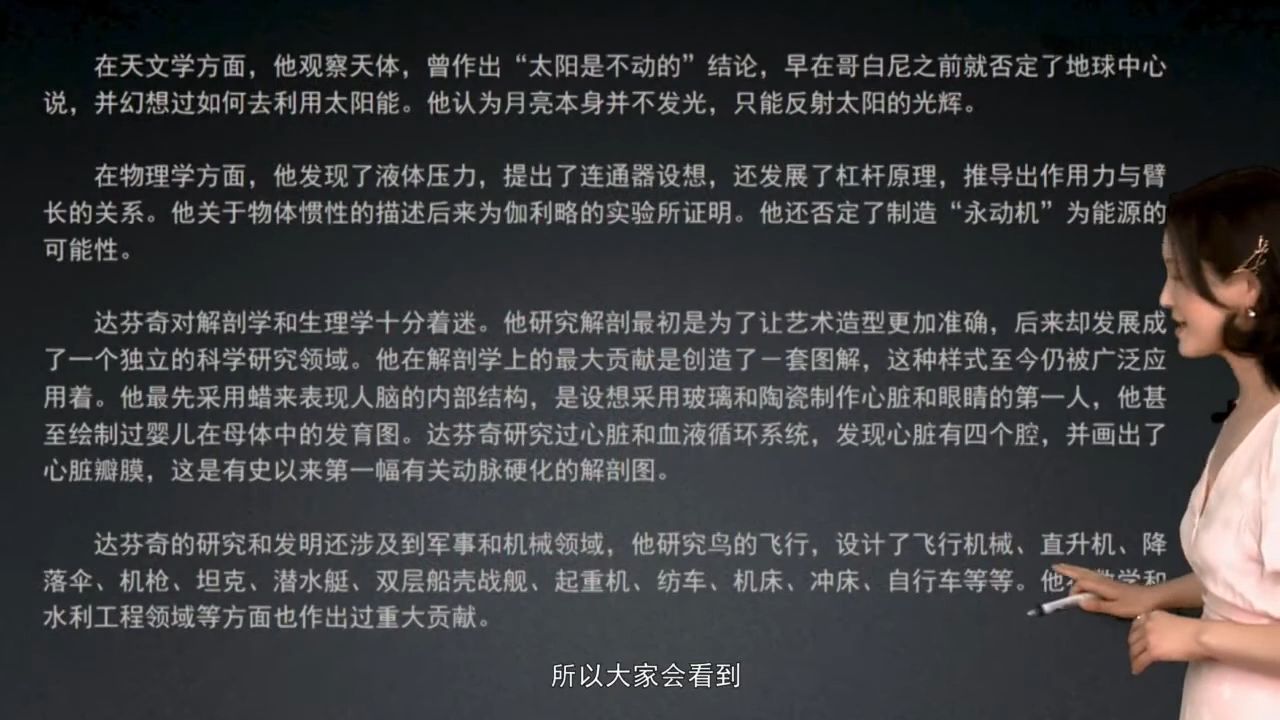 在天文学方面，他观察天体，曾作出“太阳是不动的”结论，早在哥白尼之前就否定了地球中心
说，并幻想过如何去利用太阳能。他认为月亮本身并不发光，只能反射太阳的光辉。
在物理学方面，他发现了液体压力，提出了连通器设想，还发展了杠杆原理，推导出作用力与臂
长的关系。他关于物体惯性的描述后来为伽利略的实验所证明。他还否定了制造“永动机”为能源的
可能性。
达芬奇对解剖学和生理学十分着迷。他研究解剖最初是为了让艺术造型更加准确，后来却发展成
了一个独立的科学研究领域。他在解剖学上的最大贡献是创造了一套图解，这种样式至今仍被广泛应
用着。他最先采用蜡来表现人脑的内部结构，是设想采用玻璃和陶瓷制作心脏和眼睛的第一人，他甚
至绘制过婴儿在母体中的发育图。达芬奇研究过心脏和血液循环系统，发现心脏有四个腔，并画出了
心脏瓣膜，这是有史以来第一幅有关动脉硬化的解剖图。
达芬奇的研究和发明还涉及到军事和机械领域，他研究鸟的飞行，设计了飞行机械、直升机、降
落伞、机枪、坦克、潜水艇、双层船壳战舰、起重机、纺车、机床、冲床、自行车等等。他在数学和
水利工程领域等方面也作出过重大贡献。
所以大家会看到